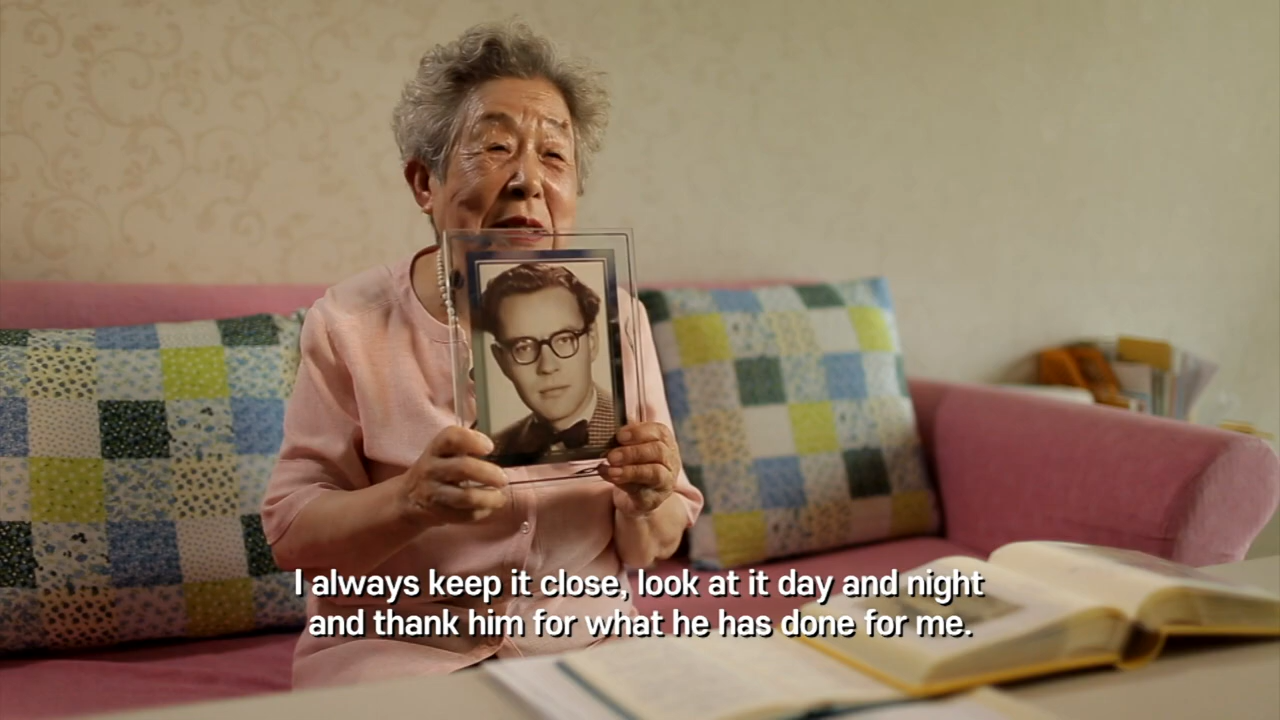 I always keep it close, look at it day and night
and thank him for what he has done for me.